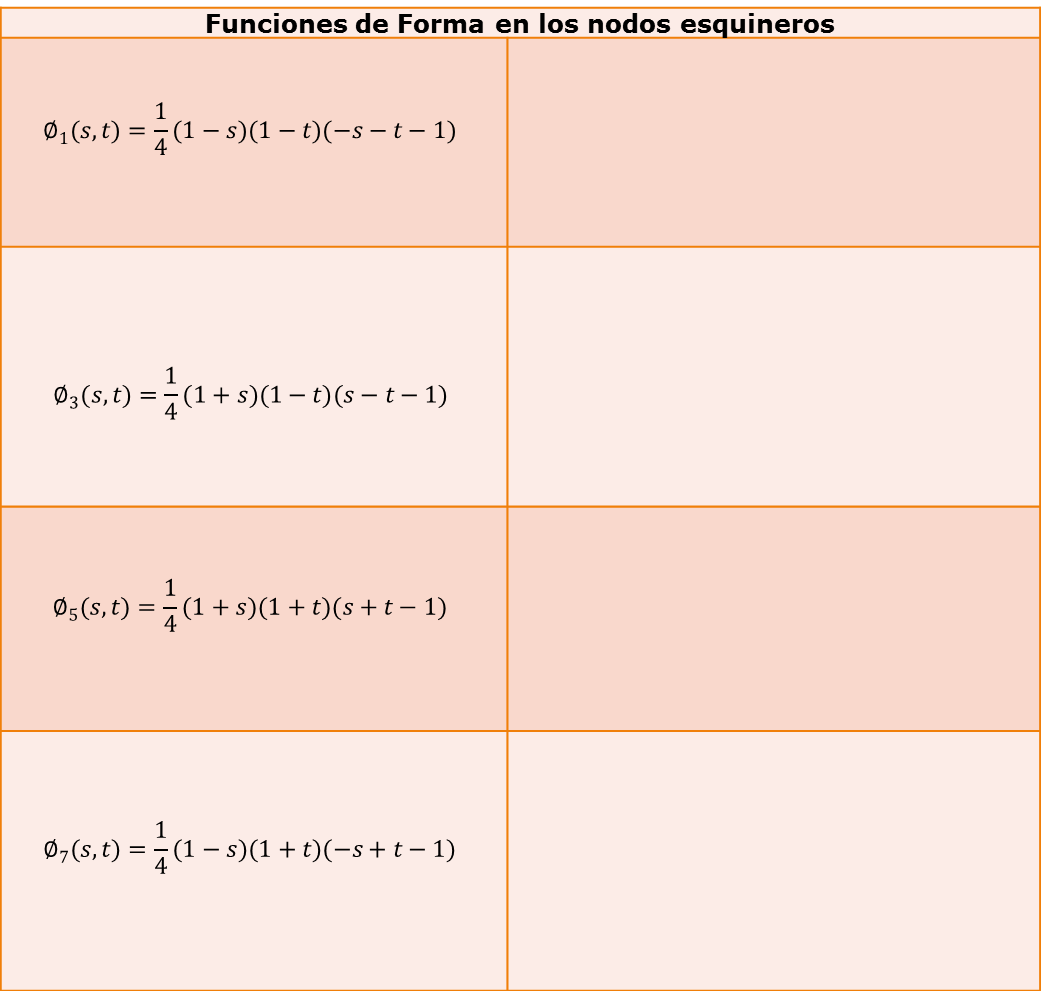 Funciones de Forma en los nodos esquineros
∅₁(s, t) = 1/4 (1 − s)(1 − t)(−s − t − 1)
∅₃(s, t) = 1/4 (1 + s)(1 − t)(s − t − 1)
∅₅(s, t) = 1/4 (1 + s)(1 + t)(s + t − 1)
∅₇(s, t) = 1/4 (1 − s)(1 + t)(−s + t − 1)